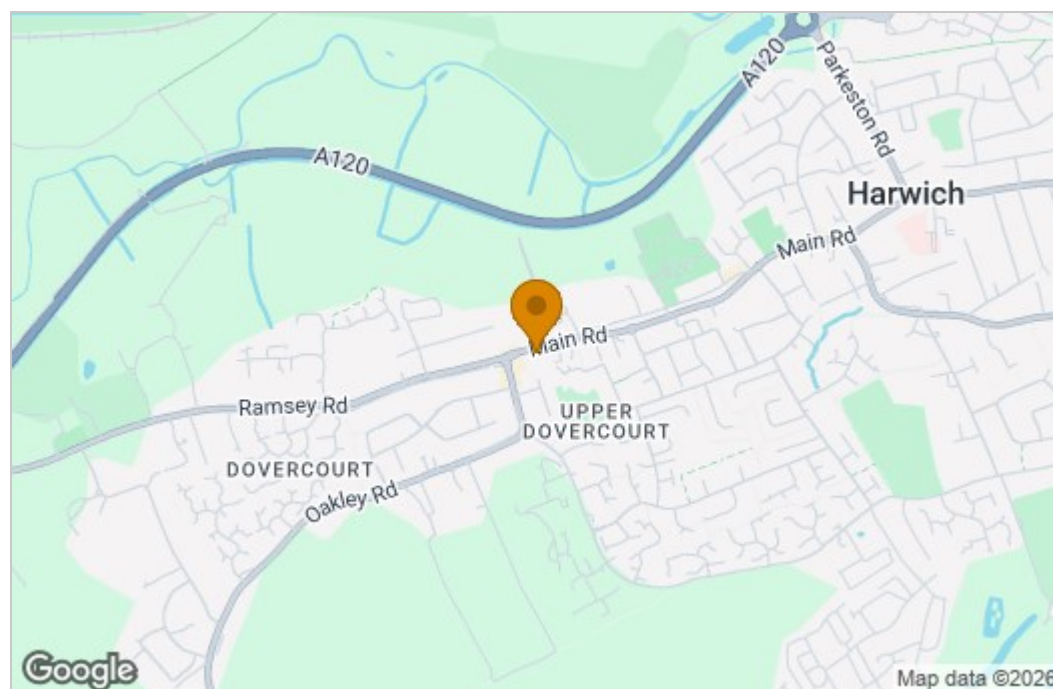 A120
Parkeston Rd
A120
Harwich
Main Rd
Main Rd
Ramsey Rd
UPPER
DOVERCOURT
DOVERCOURT
Oakley Rd
Google
Map data ©2026